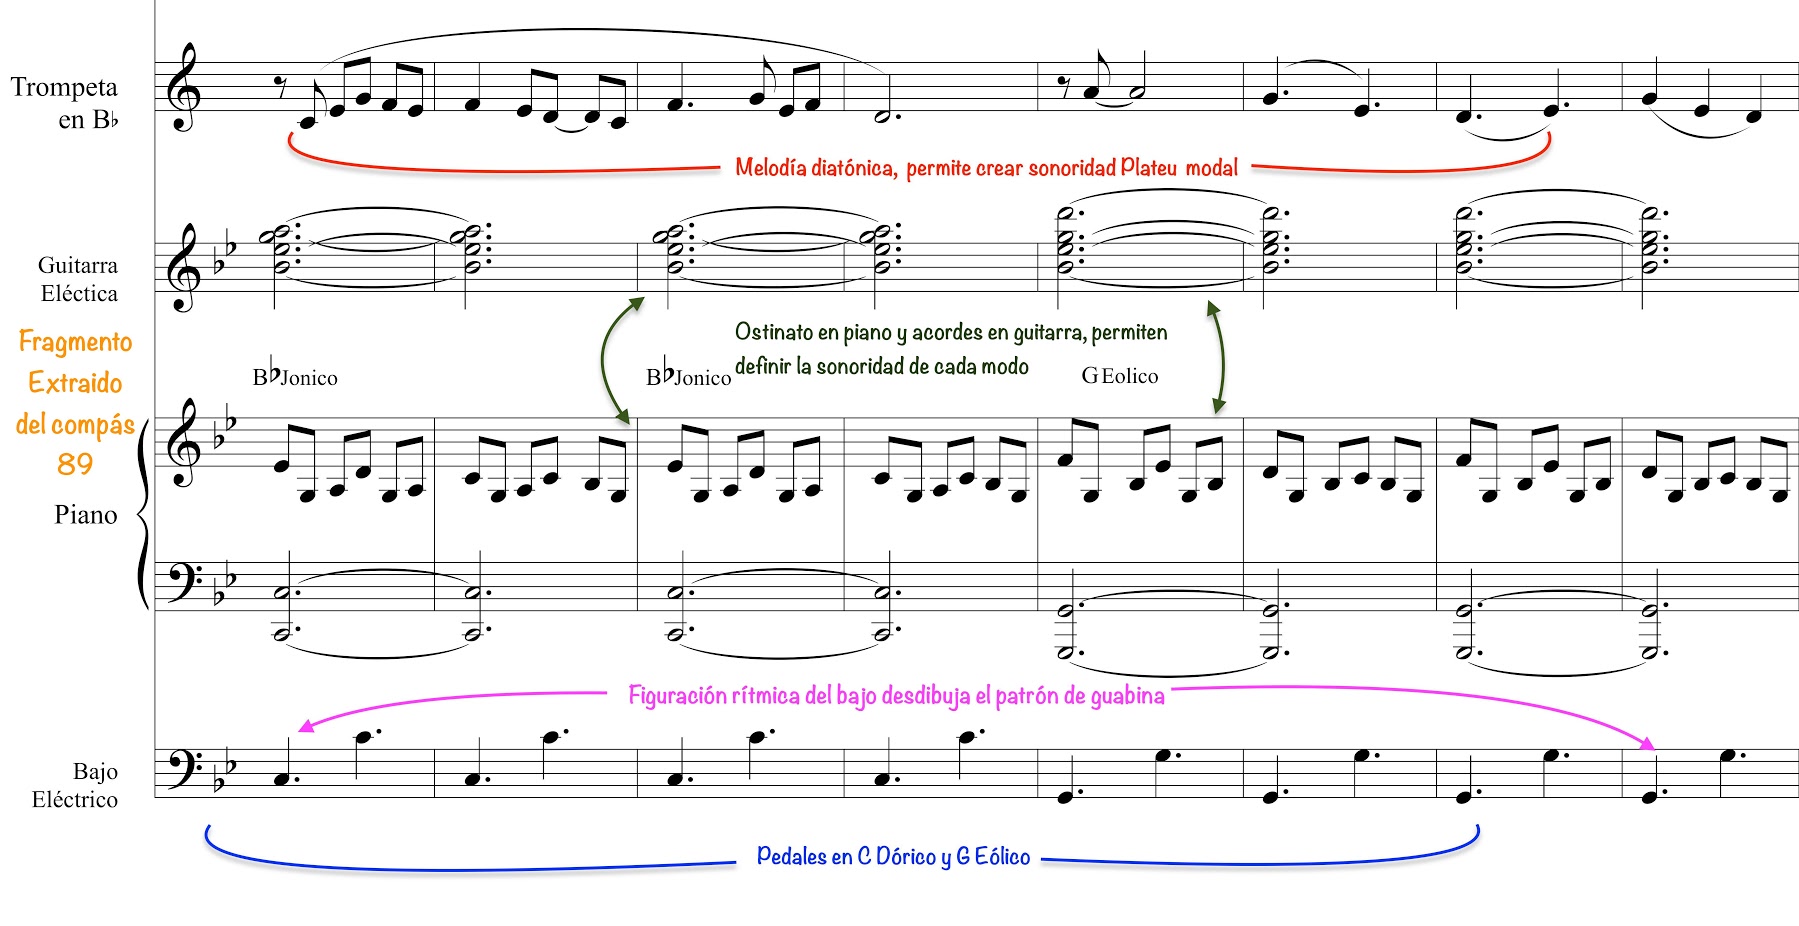 Trompeta
en B♭
Melodía diatónica, permite crear sonoridad Plateu modal
Guitarra
Eléctica
Fragmento
Extraido
del compás
89
Ostinato en piano y acordes en guitarra, permiten
definir la sonoridad de cada modo
B♭Jonico
B♭Jonico
G Eolico
Piano
Figuración rítmica del bajo desdibuja el patrón de guabina
Bajo
Eléctrico
Pedales en C Dórico y G Eólico